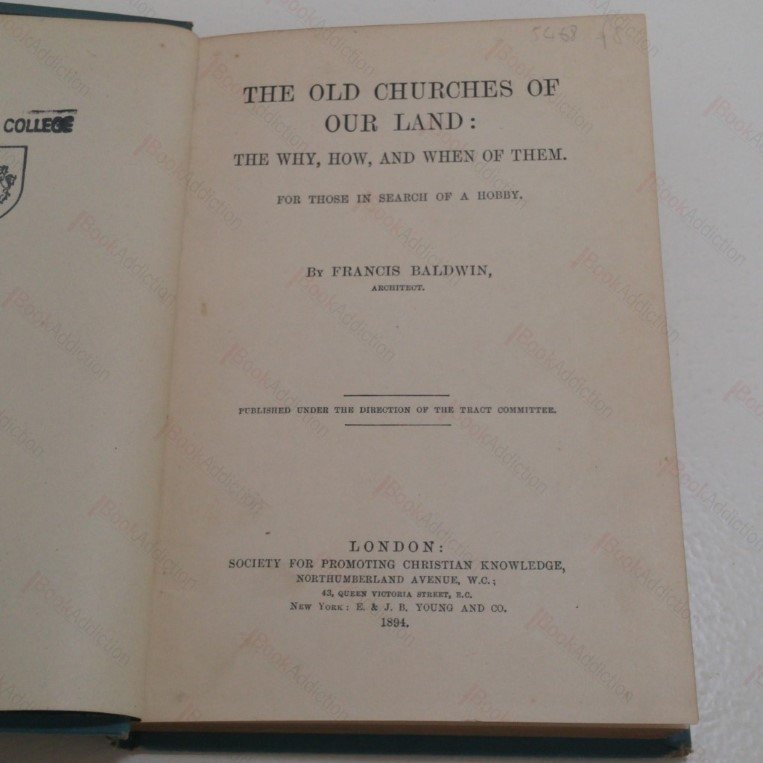 COLLEGE
THE OLD CHURCHES OF
OUR LAND:
THE WHY, HOW, AND WHEN OF THEM.
FOR THOSE IN SEARCH OF A HOBBY.
BY FRANCIS BALDWIN,
ARCHITECT.
PUBLISHED UNDER THE DIRECTION OF THE TRACT COMMITTEE.
LONDON:
SOCIETY FOR PROMOTING CHRISTIAN KNOWLEDGE,
NORTHUMBERLAND AVENUE, W.C.;
43, QUEEN VICTORIA STREET, E.C.
NEW YORK: E. & J. B. YOUNG AND CO.
1894.
BookAddiction